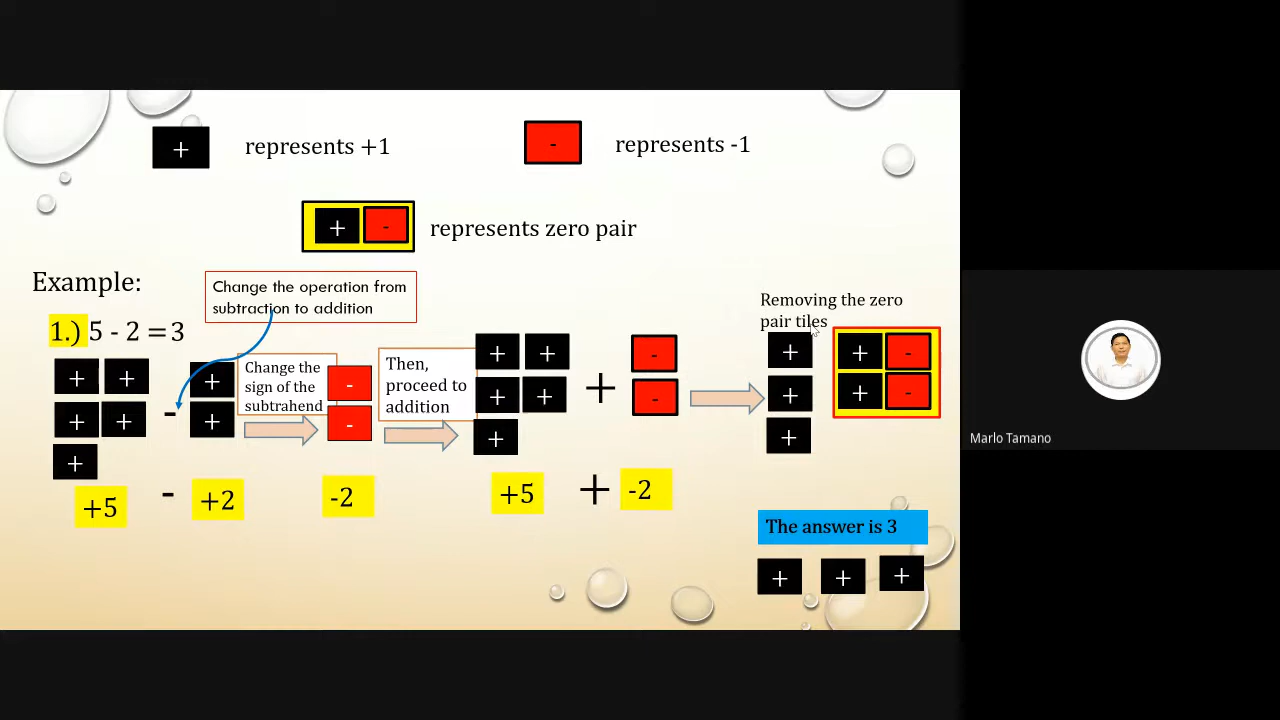 + represents +1
- represents -1
+ - represents zero pair
Example:
Change the operation from
subtraction to addition
1.) 5 - 2 = 3
+ +
+ +
+
-
+
+
Change the
sign of the
subtrahend
-
-
Then,
proceed to
addition
+ +
+ +
+
+
-
-
Removing the zero
pair tiles
+
+
+
+ -
+ -
+5 - +2
-2
+5 + -2
The answer is 3
+ + +
Marlo Tamano